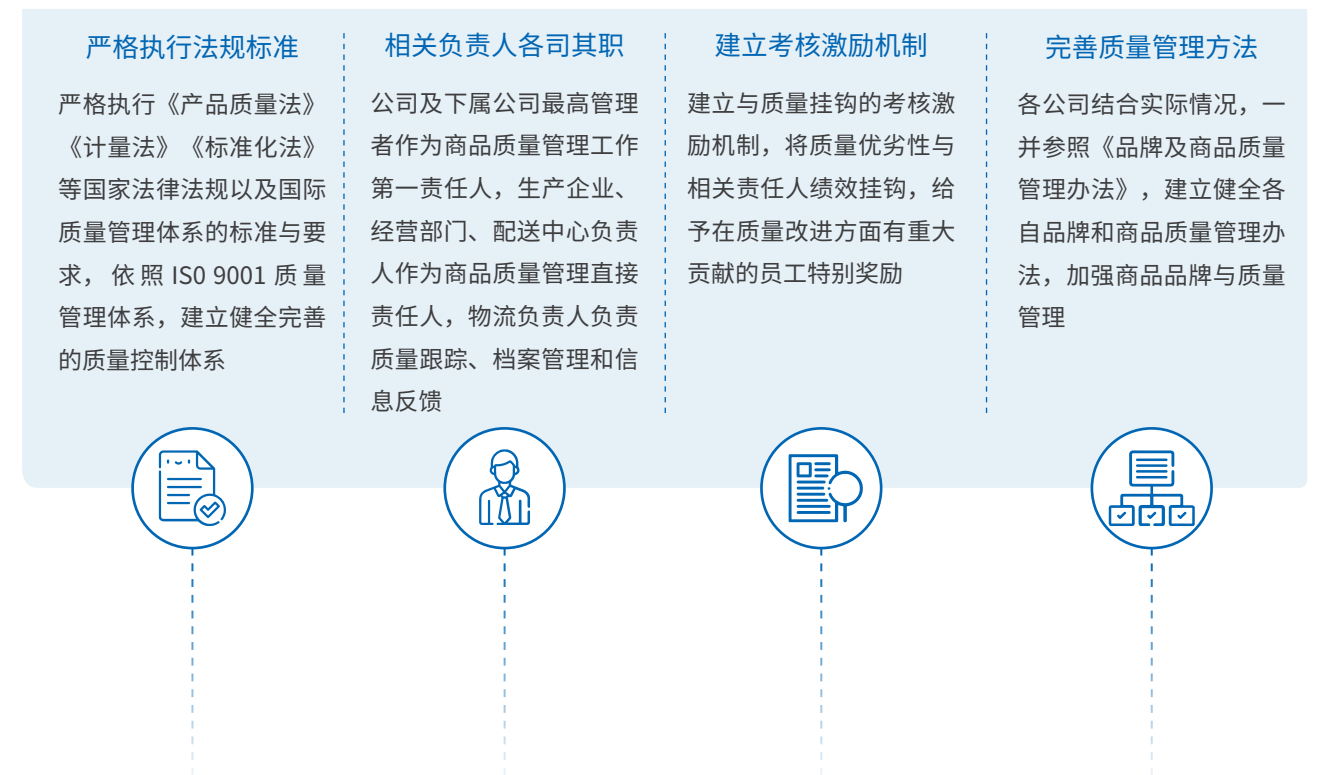 严格执行法规标准
严格执行《产品质量法》
《计量法》《标准化法》
等国家法律法规以及国际
质量管理体系的标准与要
求，依照 IS0 9001 质量
管理体系，建立健全完善
的质量控制体系
相关负责人各司其职
公司及下属公司最高管理
者作为商品质量管理工作
第一责任人，生产企业、
经营部门、配送中心负责
人作为商品质量管理直接
责任人，物流负责人负责
质量跟踪、档案管理和信
息反馈
建立考核激励机制
建立与质量挂钩的考核激
励机制，将质量优劣性与
相关责任人绩效挂钩，给
予在质量改进方面有重大
贡献的员工特别奖励
完善质量管理方法
各公司结合实际情况，一
并参照《品牌及商品质量
管理办法》，建立健全各
自品牌和商品质量管理办
法，加强商品品牌与质量
管理